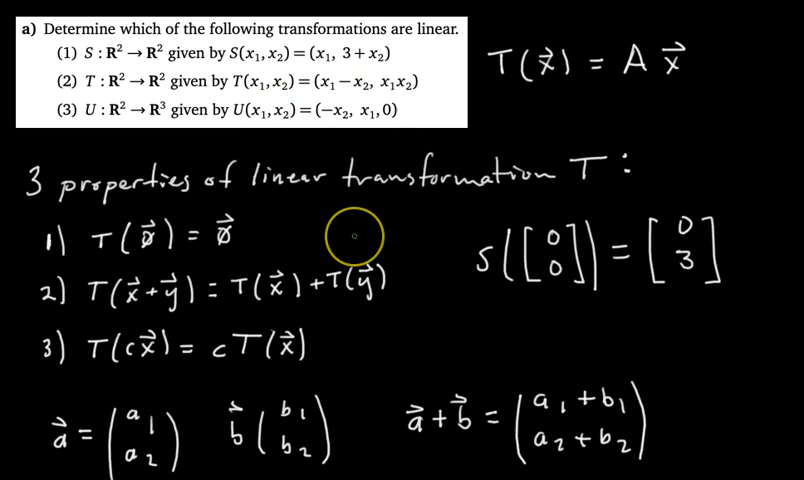 a) Determine which of the following transformations are linear.
(1) S : R² → R² given by S(x₁, x₂) = (x₁, 3 + x₂)
(2) T : R² → R² given by T(x₁, x₂) = (x₁ − x₂, x₁x₂)
(3) U : R² → R³ given by U(x₁, x₂) = (−x₂, x₁, 0)
T(x⃗) = A x⃗
3 properties of linear transformation T :
1) T(0⃗) = 0⃗
2) T(x⃗+y⃗) = T(x⃗)+T(y⃗)
3) T(cx⃗) = cT(x⃗)
S([0 0]) = [0 3]
a⃗ = (a₁ a₂) b⃗ (b₁ b₂) a⃗+b⃗ = (a₁+b₁ a₂+b₂)